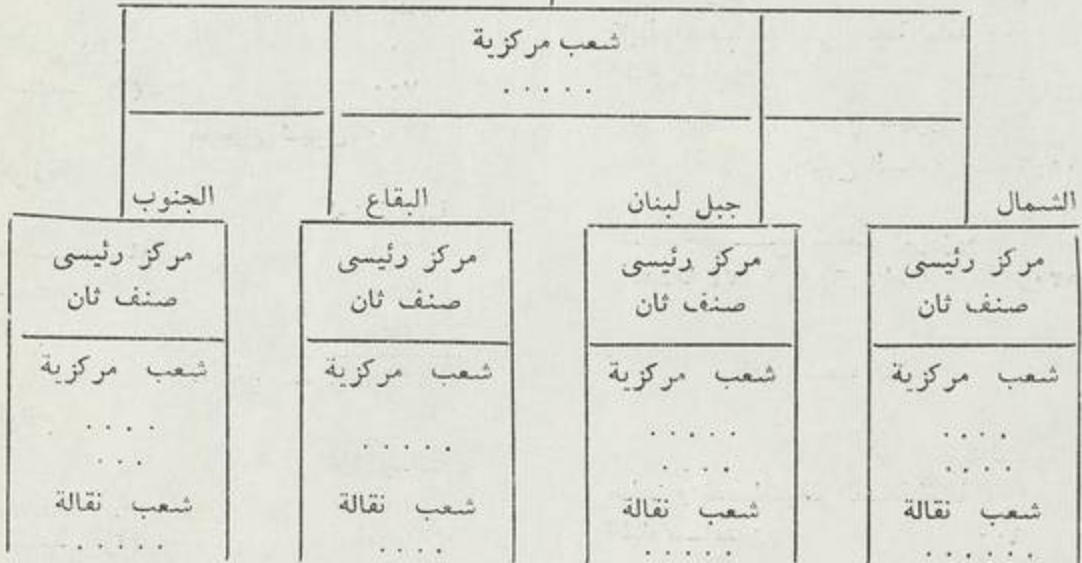 شعب مركزية
. . . . .
الشمال
مركز رئيسى
صنف ثان
شعب مركزية
. . . .
. . . .
شعب نقالة
. . . . . .
جبل لبنان
مركز رئيسى
صنف ثان
شعب مركزية
. . . . .
. . . .
شعب نقالة
. . . . .
البقاع
مركز رئيسى
صنف ثان
شعب مركزية
. . . . .
شعب نقالة
. . . .
الجنوب
مركز رئيسى
صنف ثان
شعب مركزية
. . . .
. . .
شعب نقالة
. . . . . .